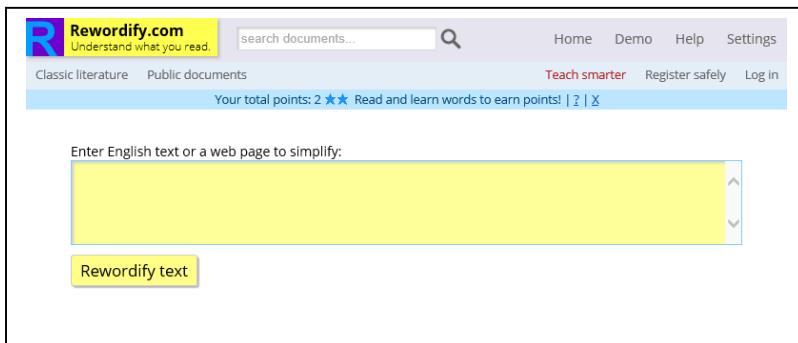 R Rewordify.com
Understand what you read.
search documents...
Home Demo Help Settings
Classic literature Public documents
Teach smarter Register safely Log in
Your total points: 2 ★★ Read and learn words to earn points! | ? | X
Enter English text or a web page to simplify:
Rewordify text